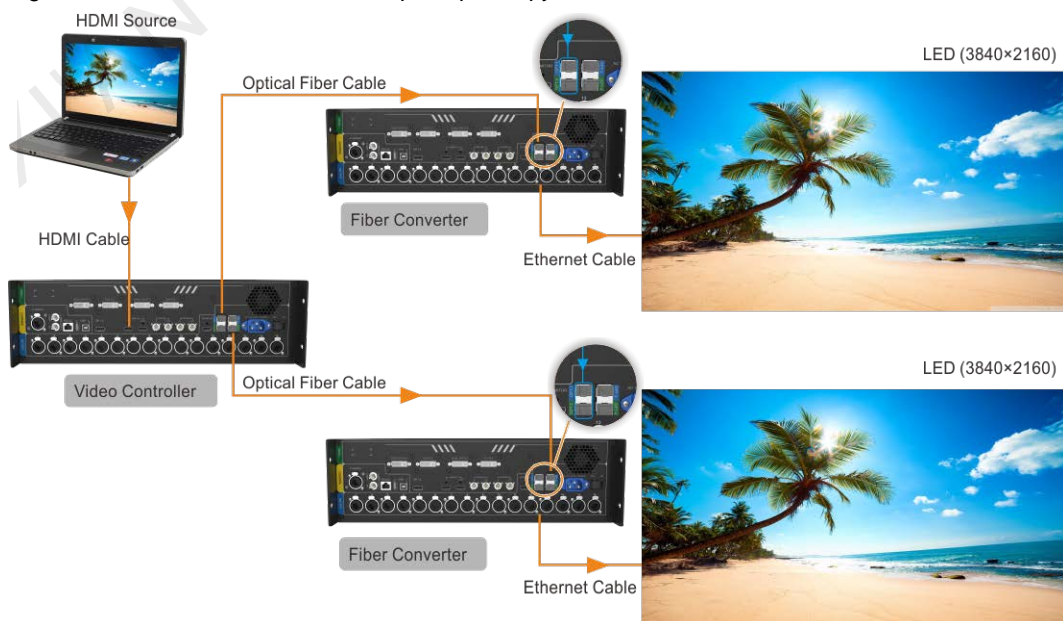 HDMI Source
LED (3840×2160)
Optical Fiber Cable
Fiber Converter
HDMI Cable
Ethernet Cable
LED (3840×2160)
Video Controller
Optical Fiber Cable
Fiber Converter
Ethernet Cable